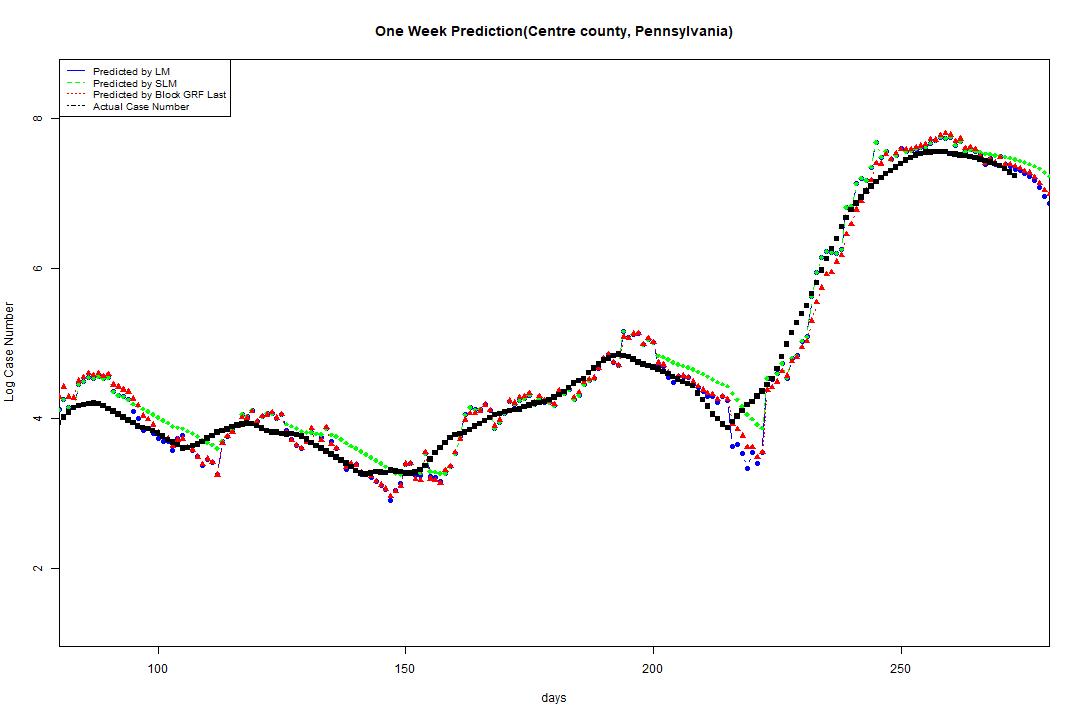 One Week Prediction(Centre county, Pennsylvania)
Predicted by LM
Predicted by SLM
Predicted by Block GRF Last
Actual Case Number
Log Case Number
8
6
4
2
100 150 200 250
days